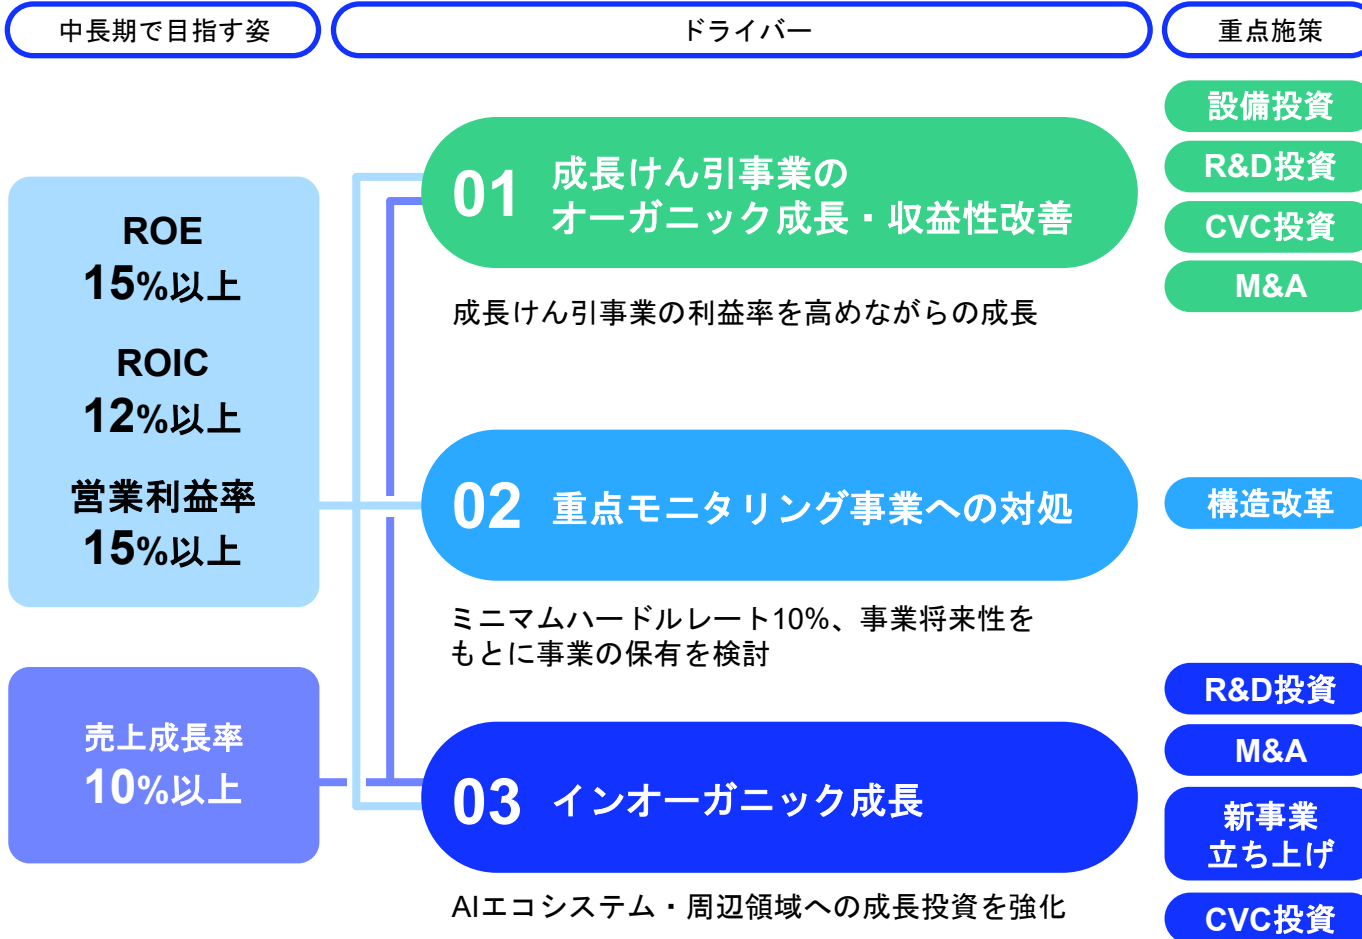 中長期で目指す姿
ドライバー
重点施策
ROE
15%以上
ROIC
12%以上
営業利益率
15%以上
売上成長率
10%以上
01
成長けん引事業の
オーガニック成長・収益性改善
成長けん引事業の利益率を高めながらの成長
設備投資
R&D投資
CVC投資
M&A
02
重点モニタリング事業への対処
ミニマムハードルレート10%、事業将来性を
もとに事業の保有を検討
構造改革
03
インオーガニック成長
AIエコシステム・周辺領域への成長投資を強化
R&D投資
M&A
新事業
立ち上げ
CVC投資